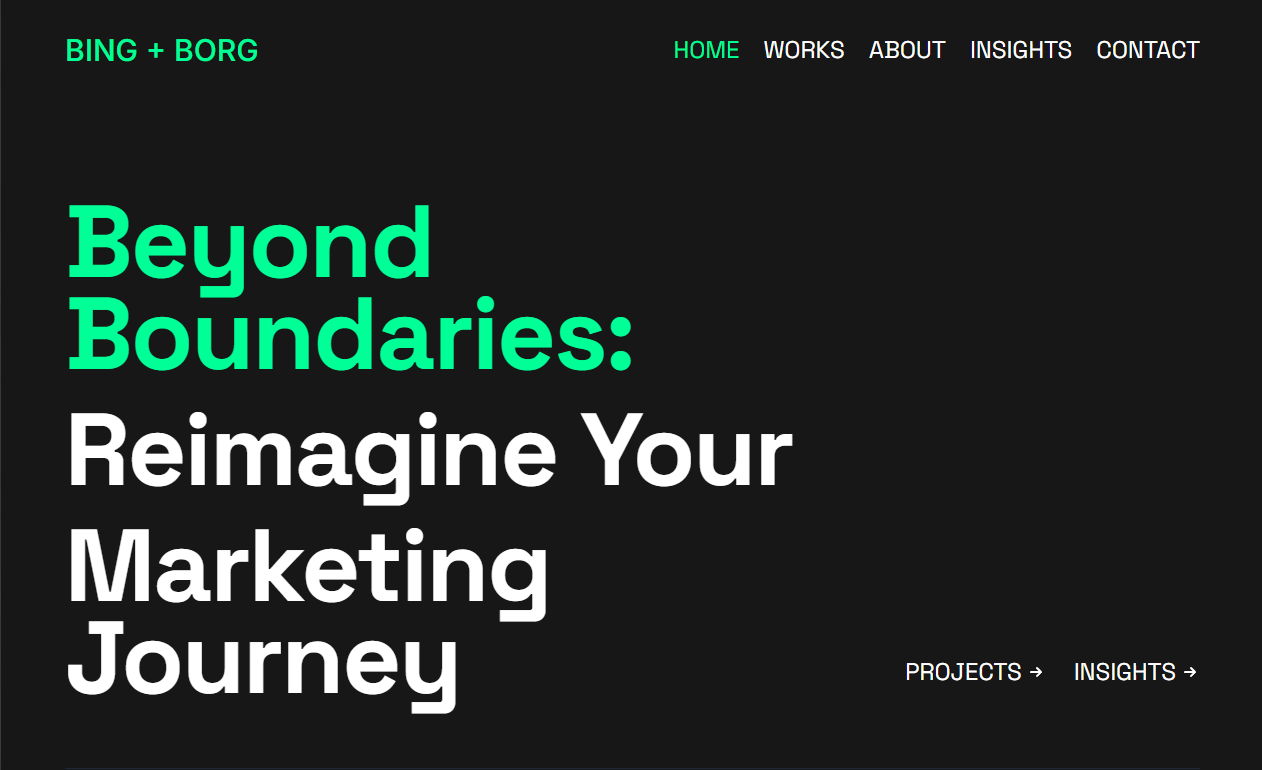 BING + BORG
HOME WORKS ABOUT INSIGHTS CONTACT
Beyond
Boundaries:
Reimagine Your
Marketing
Journey
PROJECTS → INSIGHTS →